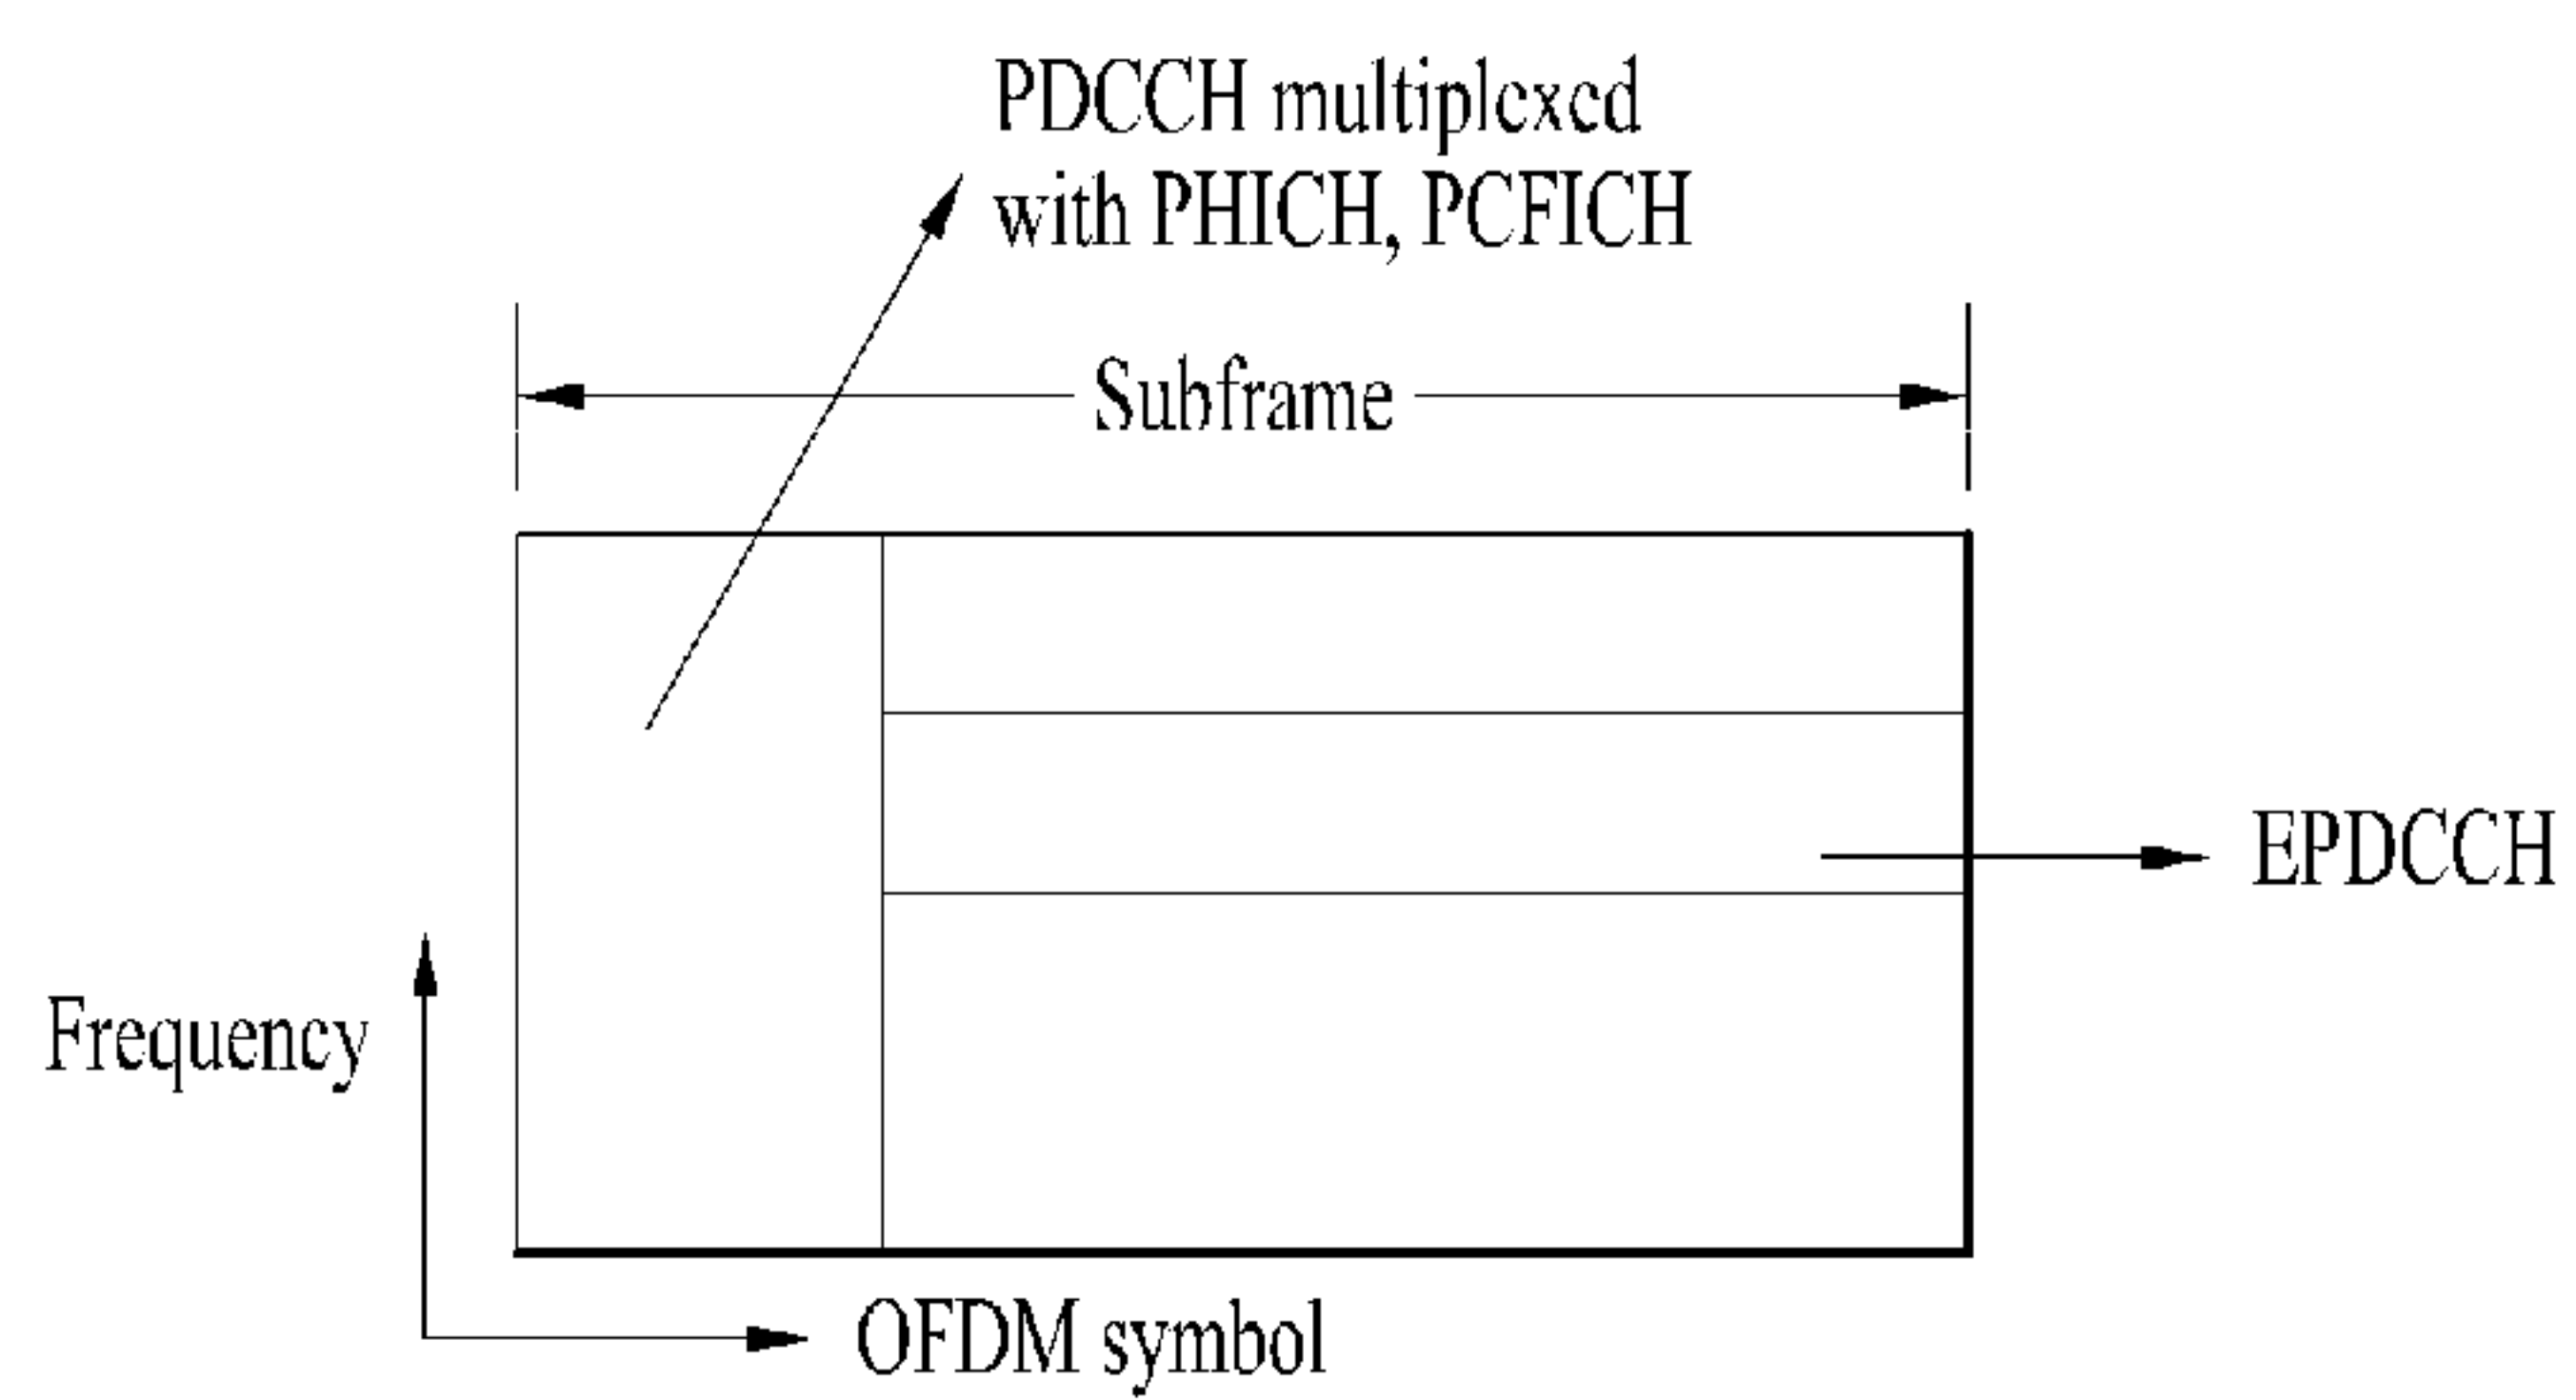 PDCCH multiplexed
with PHICH, PCFICH
Subframe
EPDCCH
Frequency
OFDM symbol